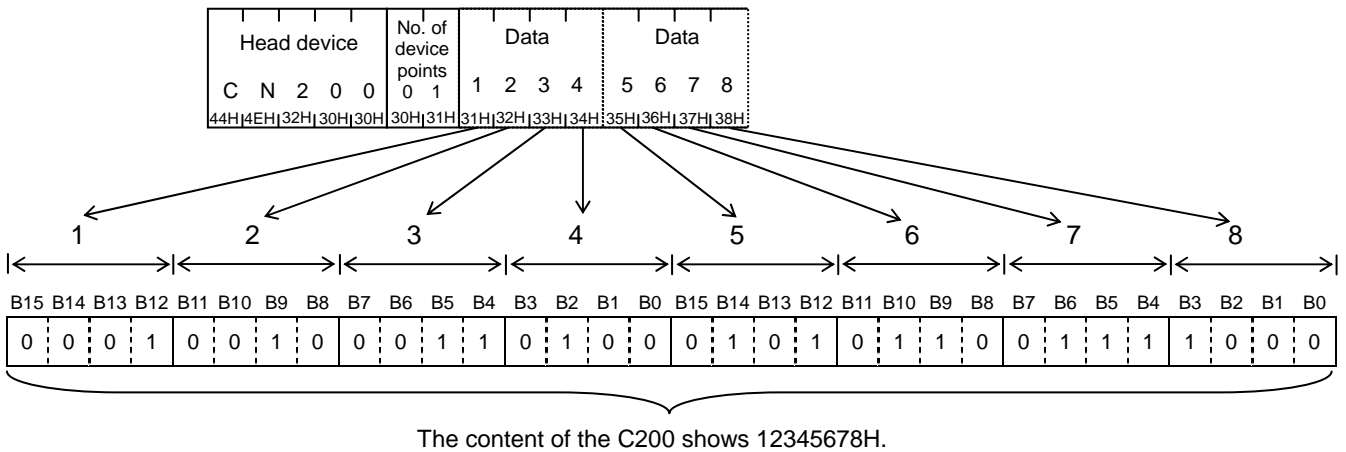 Head device No. of device points Data Data
C N 2 0 0 0 1 1 2 3 4 5 6 7 8
44H 4EH 32H 30H 30H 30H 31H 31H 32H 33H 34H 35H 36H 37H 38H
1 2 3 4 5 6 7 8
B15 B14 B13 B12 B11 B10 B9 B8 B7 B6 B5 B4 B3 B2 B1 B0 B15 B14 B13 B12 B11 B10 B9 B8 B7 B6 B5 B4 B3 B2 B1 B0
0 0 0 1 0 0 1 0 0 0 1 1 0 1 0 0 0 1 0 1 0 1 1 0 0 1 1 1 1 0 0 0
The content of the C200 shows 12345678H.